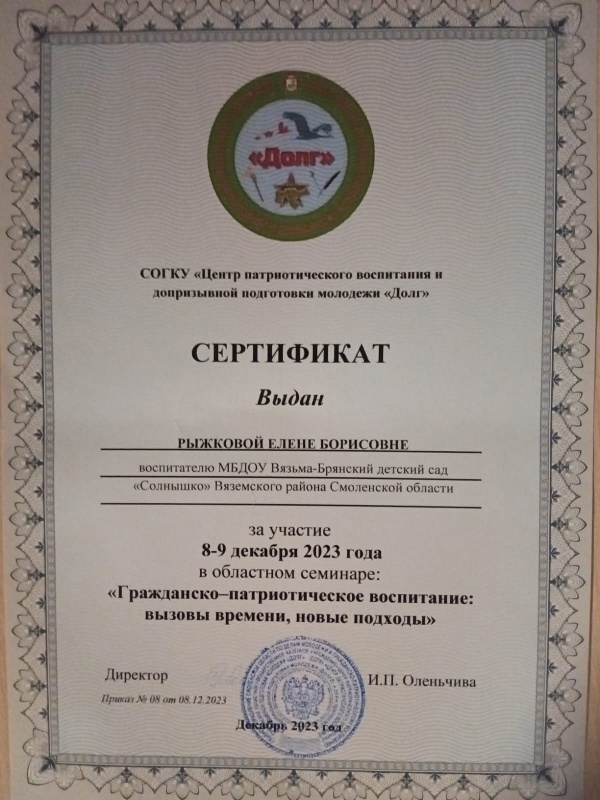 «Долг»
СОГКУ «Центр патриотического воспитания и
допризывной подготовки молодежи «Долг»
СЕРТИФИКАТ
Выдан
РЫЖКОВОЙ ЕЛЕНЕ БОРИСОВНЕ
воспитателю МБДОУ Вязьма-Брянский детский сад
«Солнышко» Вяземского района Смоленской области
за участие
8-9 декабря 2023 года
в областном семинаре:
«Гражданско–патриотическое воспитание:
вызовы времени, новые подходы»
Директор
И.П. Оленьчива
Приказ № 08 от 08.12.2023
Декабрь 2023 год